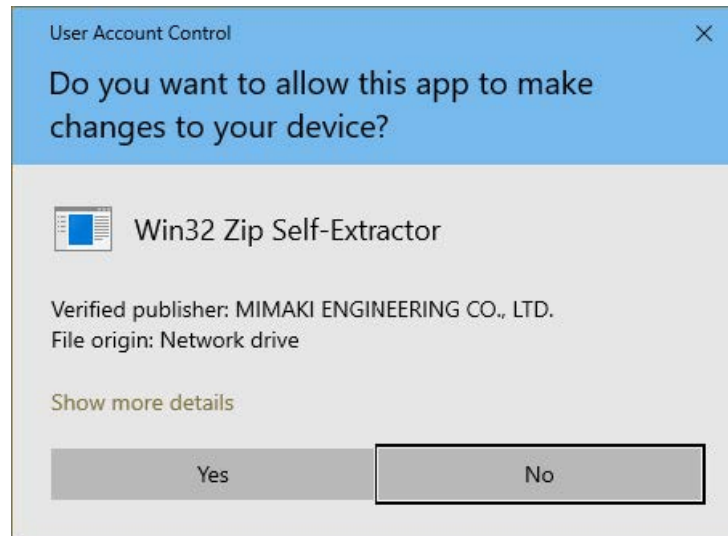 User Account Control
Do you want to allow this app to make
changes to your device?
Win32 Zip Self-Extractor
Verified publisher: MIMAKI ENGINEERING CO., LTD.
File origin: Network drive
Show more details
Yes
No